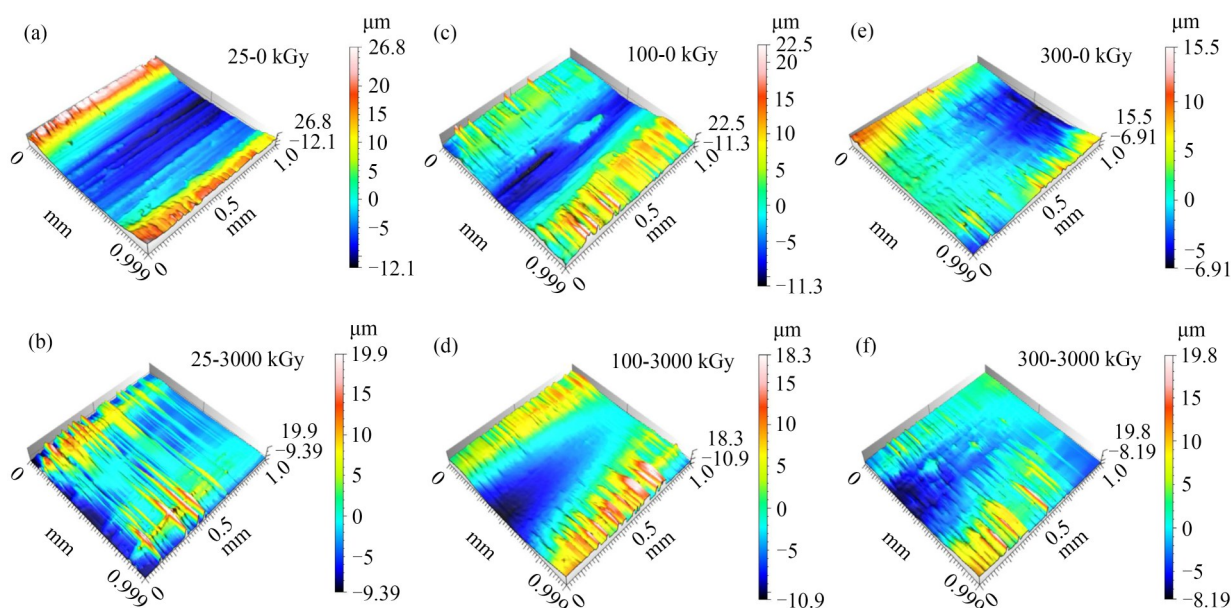 (a)
25-0 kGy
μm
26.8
20
15
10
5
0
−5
−12.1
26.8
−12.1
1.0
0.5
mm
0
0.999
mm
0
(c)
100-0 kGy
μm
22.5
20
15
10
5
0
−5
−11.3
22.5
−11.3
1.0
0.5
mm
0
0.999
mm
0
(e)
300-0 kGy
μm
15.5
10
5
0
−5
−6.91
15.5
−6.91
1.0
0.5
mm
0
0.999
mm
0
(b)
25-3000 kGy
μm
19.9
15
10
5
0
−5
−9.39
19.9
−9.39
1.0
0.5
mm
0
0.999
mm
0
(d)
100-3000 kGy
μm
18.3
15
10
5
0
−5
−10.9
18.3
−10.9
1.0
0.5
mm
0
0.999
mm
0
(f)
300-3000 kGy
μm
19.8
15
10
5
0
−5
−8.19
19.8
−8.19
1.0
0.5
mm
0
0.999
mm
0